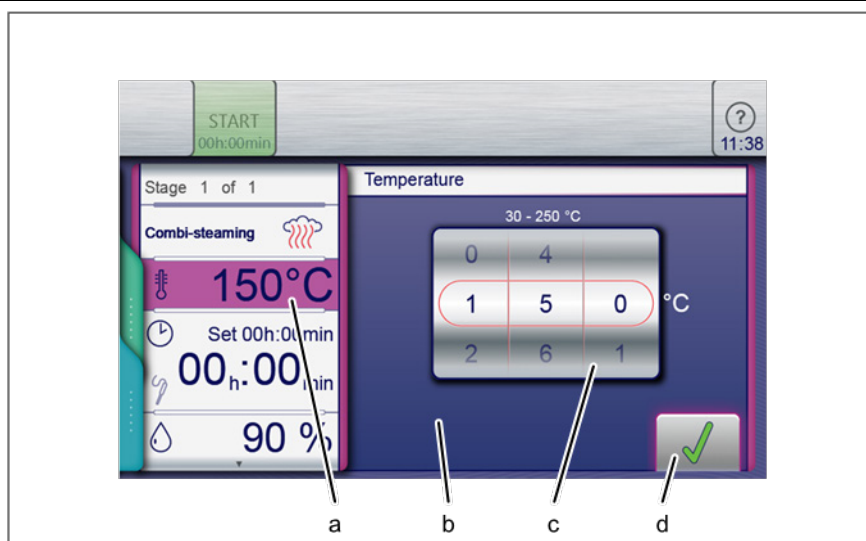 START
00h:00min
?
11:38
Stage 1 of 1
Temperature
Combi-steaming
30 - 250 °C
0 4
150°C
1 5 0 °C
Set 00h:00min
2 6 1
00h:00min
90 %
a b c d